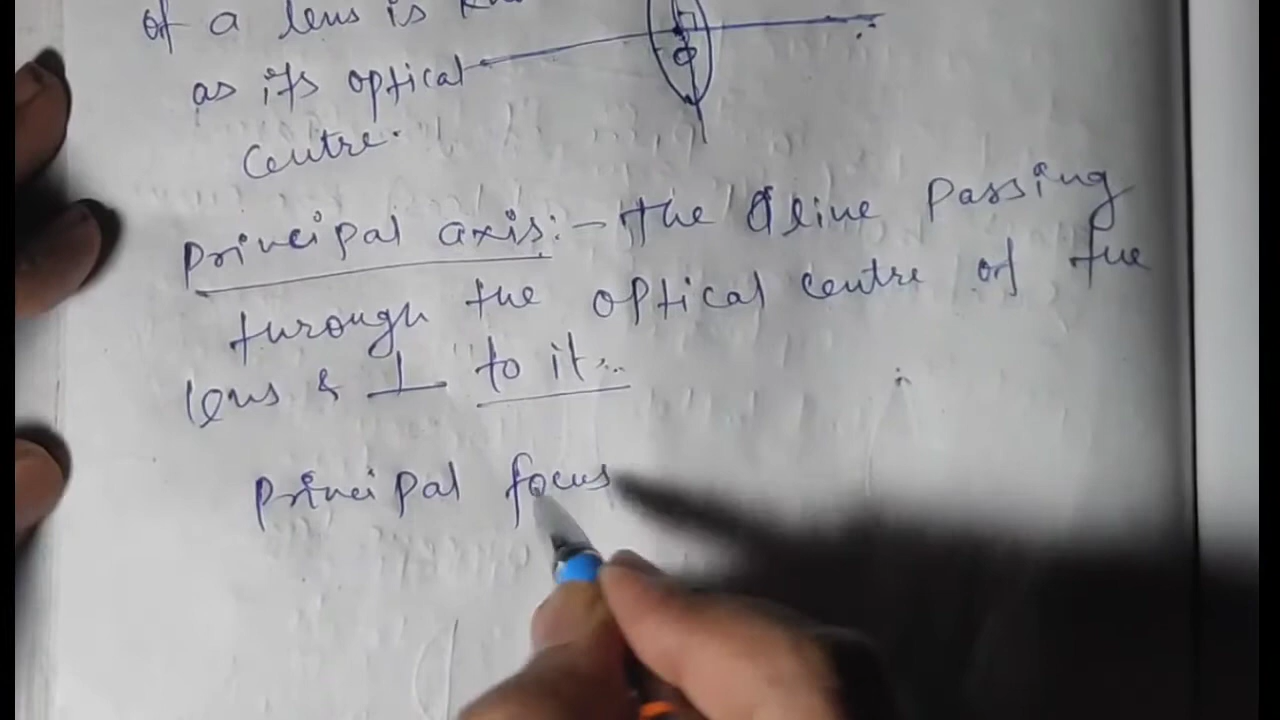 of a lens is
as its optical
centre.
Principal axis:- The line passing
through the optical centre of the
lens & ⊥ to it.
Principal focus